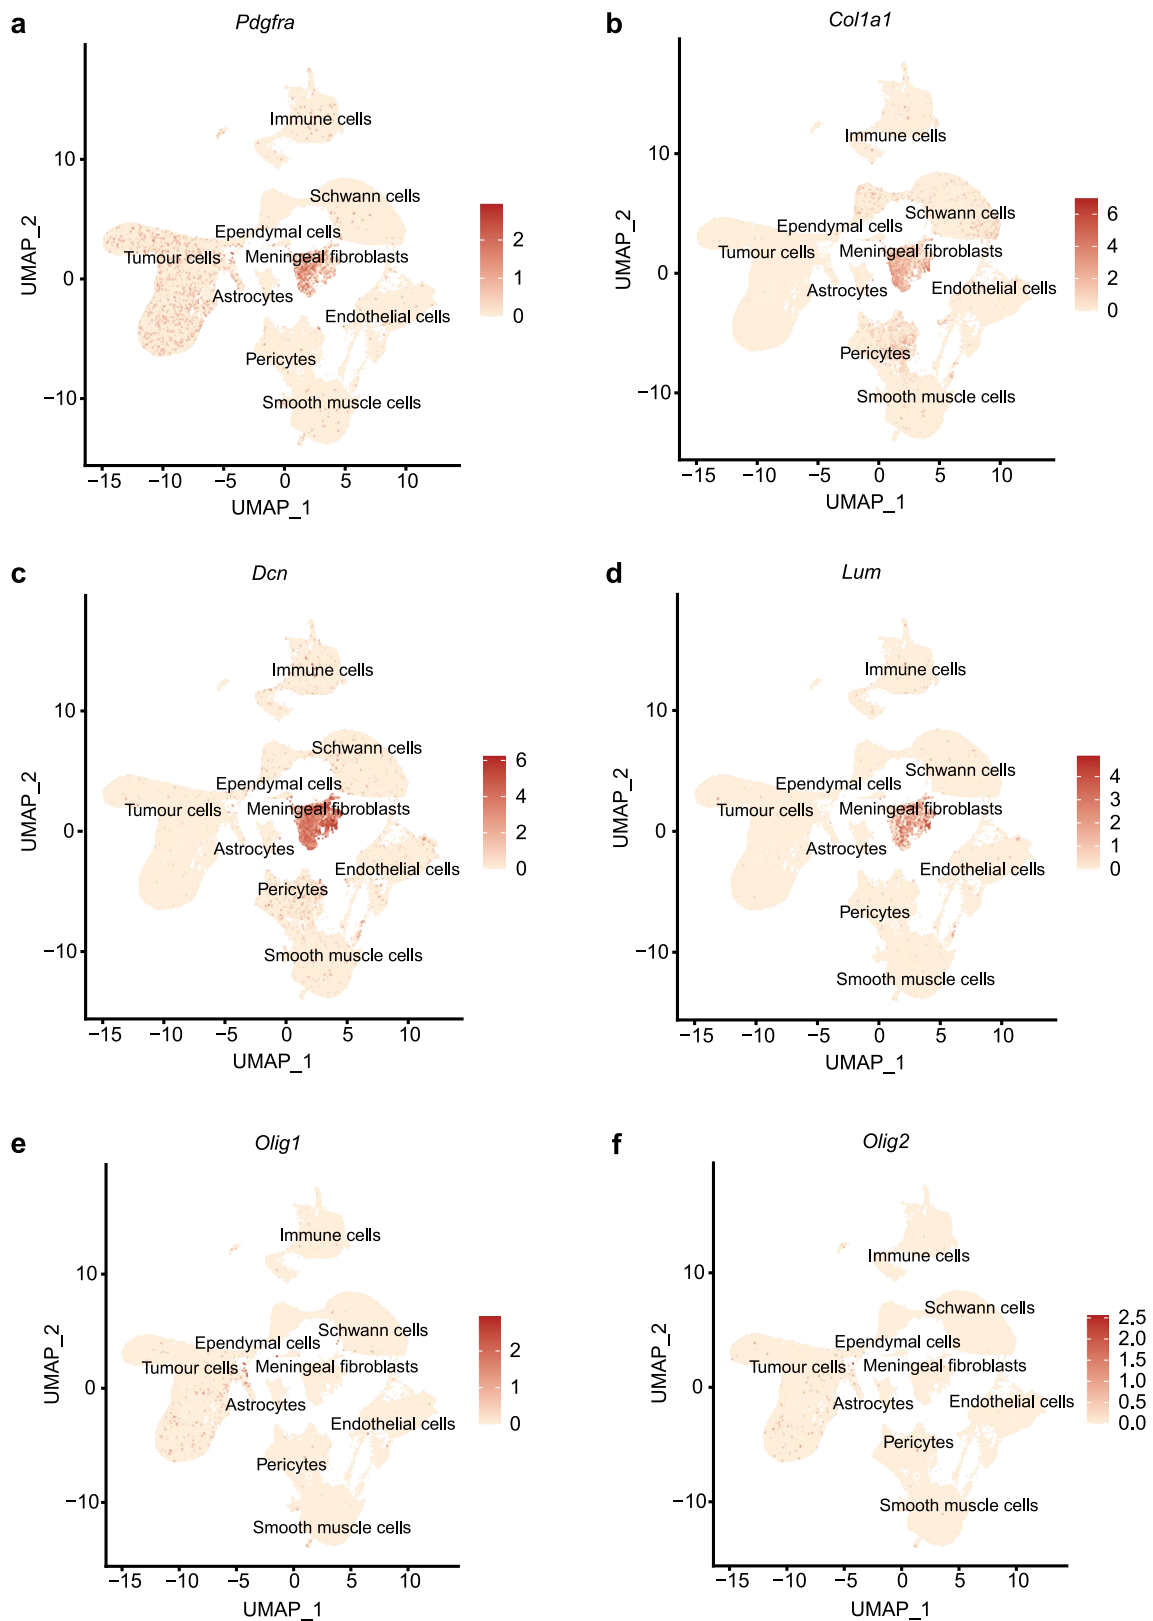 a
Pdgfra
UMAP_2
10
0
−10
Immune cells
Schwann cells
Ependymal cells
Tumour cells
Meningeal fibroblasts
Astrocytes
Endothelial cells
Pericytes
Smooth muscle cells
2
1
0
−15 −10 −5 0 5 10
UMAP_1
b
Col1a1
UMAP_2
10
0
−10
Immune cells
Schwann cells
Ependymal cells
Tumour cells
Meningeal fibroblasts
Astrocytes
Endothelial cells
Pericytes
Smooth muscle cells
6
4
2
0
−15 −10 −5 0 5 10
UMAP_1
c
Dcn
UMAP_2
10
0
−10
Immune cells
Schwann cells
Ependymal cells
Tumour cells
Meningeal fibroblasts
Astrocytes
Endothelial cells
Pericytes
Smooth muscle cells
6
4
2
0
−15 −10 −5 0 5 10
UMAP_1
d
Lum
UMAP_2
10
0
−10
Immune cells
Schwann cells
Ependymal cells
Tumour cells
Meningeal fibroblasts
Astrocytes
Endothelial cells
Pericytes
Smooth muscle cells
4
3
2
1
0
−15 −10 −5 0 5 10
UMAP_1
e
Olig1
UMAP_2
10
0
−10
Immune cells
Schwann cells
Ependymal cells
Tumour cells
Meningeal fibroblasts
Astrocytes
Endothelial cells
Pericytes
Smooth muscle cells
2
1
0
−15 −10 −5 0 5 10
UMAP_1
f
Olig2
UMAP_2
10
0
−10
Immune cells
Schwann cells
Ependymal cells
Tumour cells
Meningeal fibroblasts
Astrocytes
Endothelial cells
Pericytes
Smooth muscle cells
2.5
2.0
1.5
1.0
0.5
0.0
−15 −10 −5 0 5 10
UMAP_1